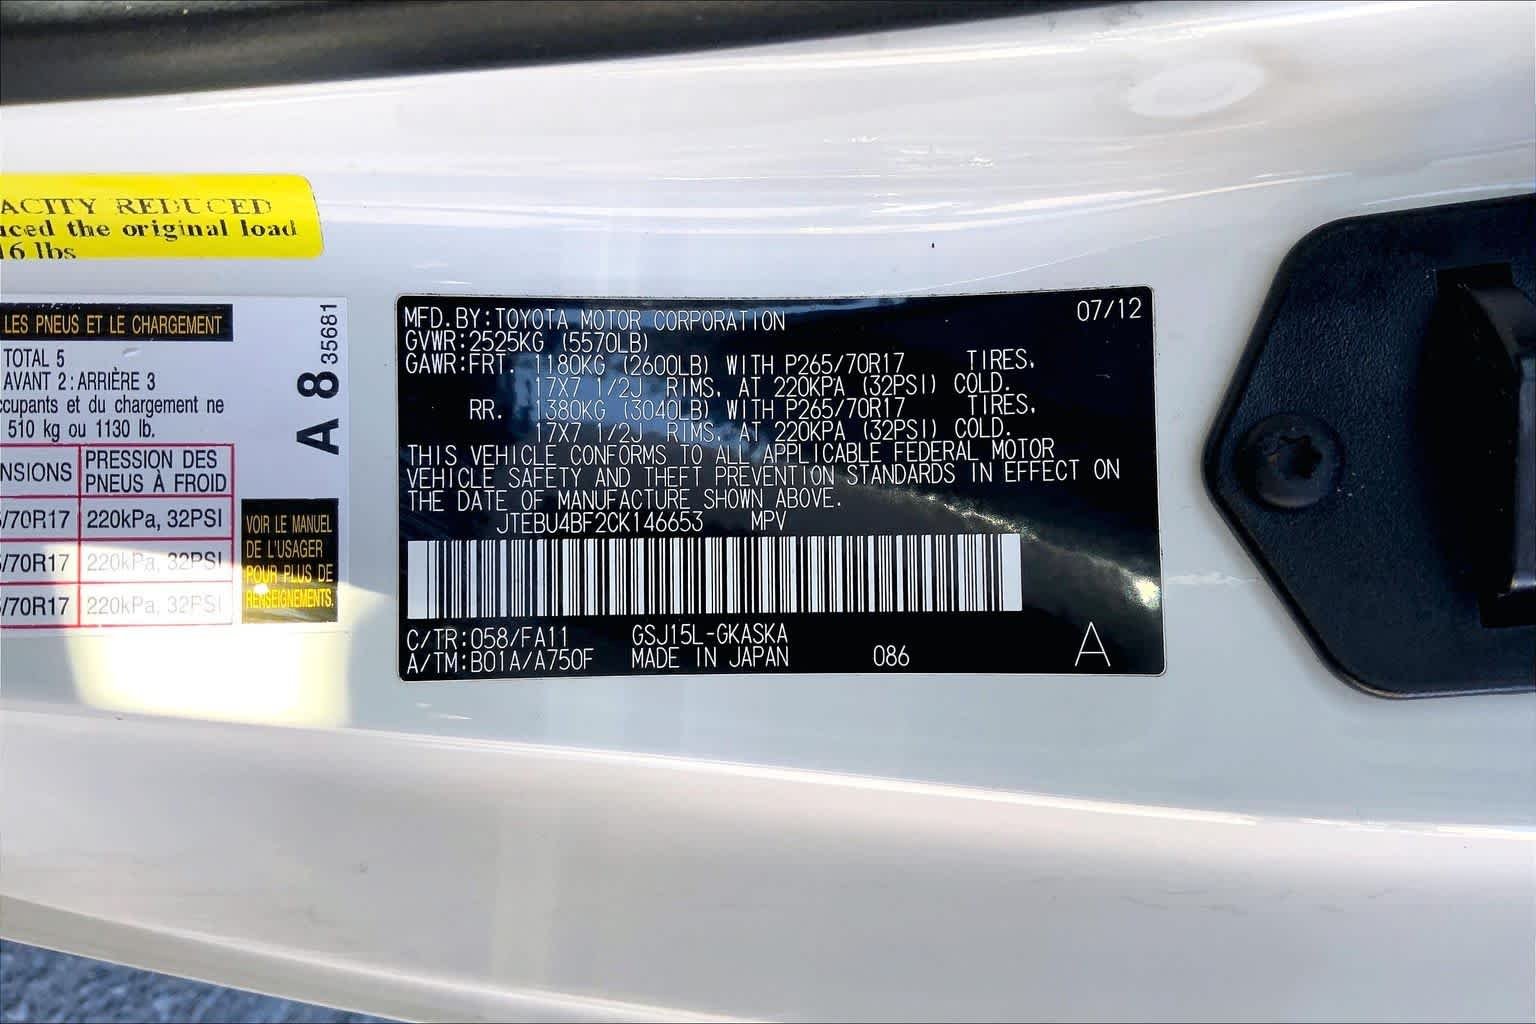 ACITY REDUCED
uced the original load
16 lbs
LES PNEUS ET LE CHARGEMENT
TOTAL 5
AVANT 2 : ARRIÈRE 3
ccupants et du chargement ne
510 kg ou 1130 lb.
NSIONS PRESSION DES PNEUS À FROID
/70R17 220kPa, 32PSI
/70R17 220kPa, 32PSI
/70R17 220kPa, 32PSI
A 8 35681
VOIR LE MANUEL
DE L'USAGER
POUR PLUS DE
RENSEIGNEMENTS.
MFD.BY:TOYOTA MOTOR CORPORATION 07/12
GVWR:2525KG (5570LB)
GAWR:FRT. 1180KG (2600LB) WITH P265/70R17 TIRES,
17X7 1/2J RIMS, AT 220KPA (32PSI) COLD.
RR. 1380KG (3040LB) WITH P265/70R17 TIRES,
17X7 1/2J RIMS, AT 220KPA (32PSI) COLD.
THIS VEHICLE CONFORMS TO ALL APPLICABLE FEDERAL MOTOR
VEHICLE SAFETY AND THEFT PREVENTION STANDARDS IN EFFECT ON
THE DATE OF MANUFACTURE SHOWN ABOVE.
JTEBU4BF2CK146653 MPV
C/TR:058/FA11 GSJ15L-GKASKA
A/TM:B01A/A750F MADE IN JAPAN 086 A